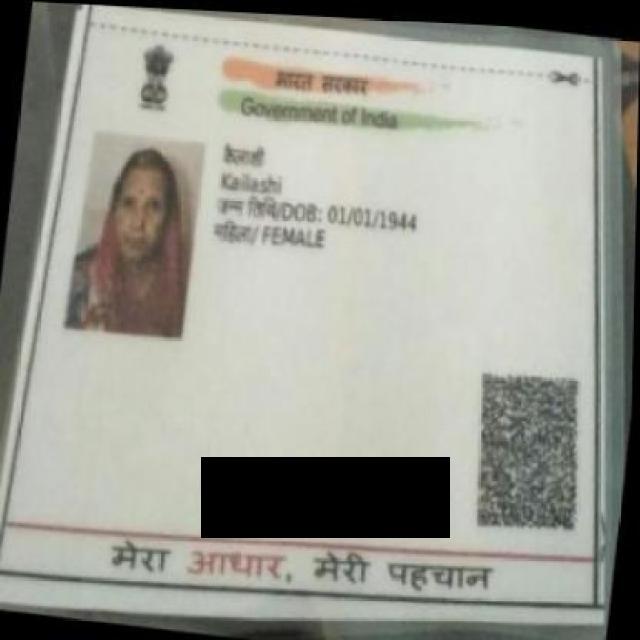 भारत सरकार
Government of India
कैलाशी
Kailashi
जन्म तिथि/DOB: 01/01/1944
महिला/ FEMALE
मेरा आधार, मेरी पहचान